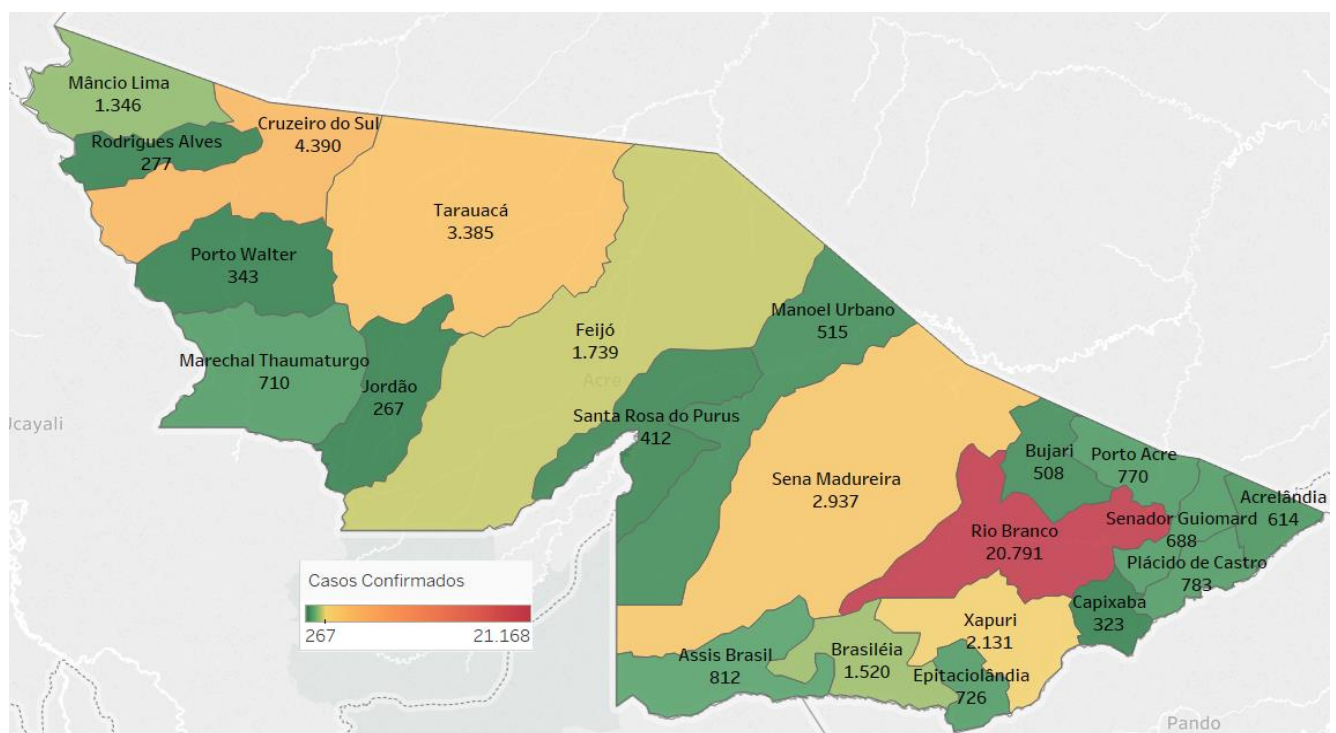 Mâncio Lima
1.346
Cruzeiro do Sul
4.390
Rodrigues Alves
277
Tarauacá
3.385
Porto Walter
343
Manoel Urbano
515
Feijó
1.739
Marechal Thaumaturgo
710
Acre
Jordão
267
Santa Rosa do Purus
412
Ucayali
Bujari
508
Porto Acre
770
Sena Madureira
2.937
Acrelândia
614
Senador Guiomard
688
Rio Branco
20.791
Plácido de Castro
783
Casos Confirmados
267
21.168
Capixaba
323
Xapuri
2.131
Brasiléia
1.520
Assis Brasil
812
Epitaciolândia
726
Pando